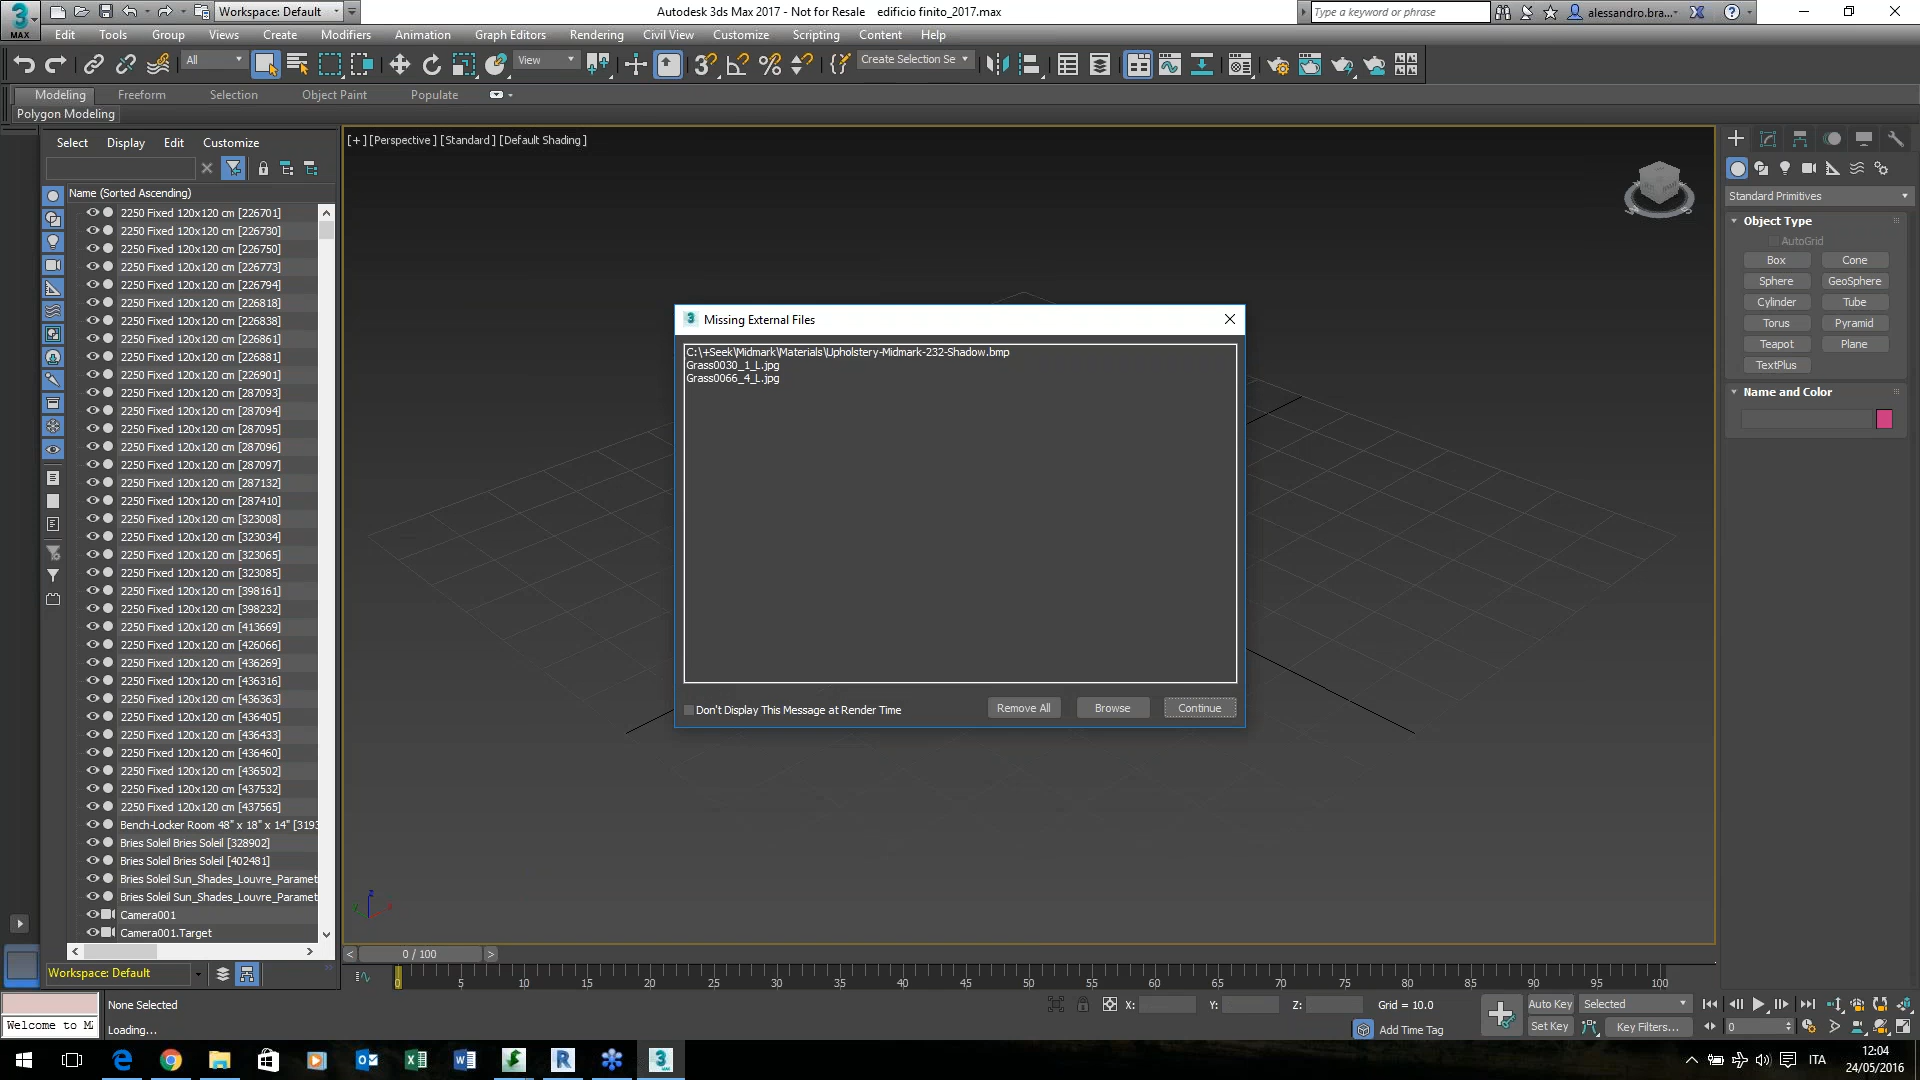 Workspace: Default
Autodesk 3ds Max 2017 - Not for Resale    edificio finito_2017.max
Type a keyword or phrase
alessandro.bra...
MAX
Edit Tools Group Views Create Modifiers Animation Graph Editors Rendering Civil View Customize Scripting Content Help
All
View
Create Selection Se
Modeling Freeform Selection Object Paint Populate
Polygon Modeling
Select Display Edit Customize
Name (Sorted Ascending)
2250 Fixed 120x120 cm [226701]
2250 Fixed 120x120 cm [226730]
2250 Fixed 120x120 cm [226750]
2250 Fixed 120x120 cm [226773]
2250 Fixed 120x120 cm [226794]
2250 Fixed 120x120 cm [226818]
2250 Fixed 120x120 cm [226838]
2250 Fixed 120x120 cm [226861]
2250 Fixed 120x120 cm [226881]
2250 Fixed 120x120 cm [226901]
2250 Fixed 120x120 cm [287093]
2250 Fixed 120x120 cm [287094]
2250 Fixed 120x120 cm [287095]
2250 Fixed 120x120 cm [287096]
2250 Fixed 120x120 cm [287097]
2250 Fixed 120x120 cm [287132]
2250 Fixed 120x120 cm [287410]
2250 Fixed 120x120 cm [323008]
2250 Fixed 120x120 cm [323034]
2250 Fixed 120x120 cm [323065]
2250 Fixed 120x120 cm [323085]
2250 Fixed 120x120 cm [398161]
2250 Fixed 120x120 cm [398232]
2250 Fixed 120x120 cm [413669]
2250 Fixed 120x120 cm [426066]
2250 Fixed 120x120 cm [436269]
2250 Fixed 120x120 cm [436316]
2250 Fixed 120x120 cm [436363]
2250 Fixed 120x120 cm [436405]
2250 Fixed 120x120 cm [436433]
2250 Fixed 120x120 cm [436460]
2250 Fixed 120x120 cm [436502]
2250 Fixed 120x120 cm [437532]
2250 Fixed 120x120 cm [437565]
Bench-Locker Room 48" x 18" x 14" [3193
Bries Soleil Bries Soleil [328902]
Bries Soleil Bries Soleil [402481]
Bries Soleil Sun_Shades_Louvre_Paramet
Bries Soleil Sun_Shades_Louvre_Paramet
Camera001
Camera001.Target
Workspace: Default
[+] [Perspective] [Standard] [Default Shading]
Missing External Files
C:\+Seek\Midmark\Materials\Upholstery-Midmark-232-Shadow.bmp
Grass0030_1_L.jpg
Grass0066_4_L.jpg
Don't Display This Message at Render Time
Remove All Browse Continue
Standard Primitives
Object Type
AutoGrid
Box Cone
Sphere GeoSphere
Cylinder Tube
Torus Pyramid
Teapot Plane
TextPlus
Name and Color
< 0 / 100 >
0 5 10 15 20 25 30 35 40 45 50 55 60 65 70 75 80 85 90 95 100
Welcome to M
None Selected
Loading...
X: Y: Z: Grid = 10.0
Add Time Tag
Auto Key Selected
Set Key Key Filters...
0
ITA
12:04
24/05/2016